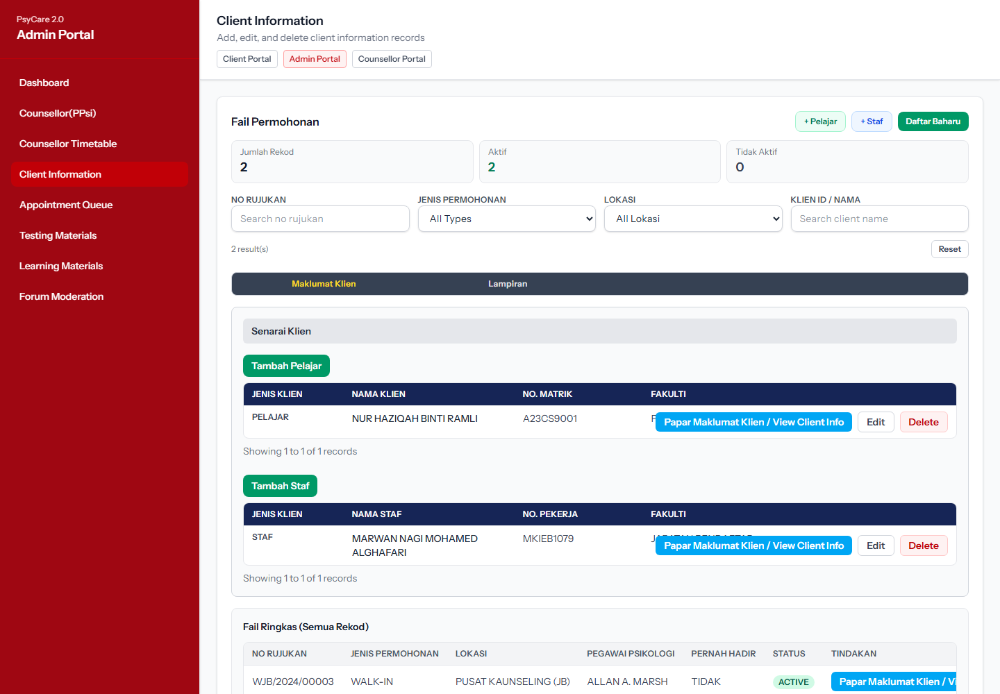 PsyCare 2.0
Admin Portal
Dashboard
Counsellor(PPsi)
Counsellor Timetable
Client Information
Appointment Queue
Testing Materials
Learning Materials
Forum Moderation
Client Information
Add, edit, and delete client information records
Client Portal Admin Portal Counsellor Portal
Fail Permohonan
+ Pelajar + Staf Daftar Baharu
Jumlah Rekod Aktif Tidak Aktif
2 2 0
NO RUJUKAN JENIS PERMOHONAN LOKASI KLIEN ID / NAMA
Search no rujukan All Types All Lokasi Search client name
2 result(s) Reset
Maklumat Klien Lampiran
Senarai Klien
Tambah Pelajar
JENIS KLIEN NAMA KLIEN NO. MATRIK FAKULTI
PELAJAR NUR HAZIQAH BINTI RAMLI A23CS9001 Papar Maklumat Klien / View Client Info Edit Delete
Showing 1 to 1 of 1 records
Tambah Staf
JENIS KLIEN NAMA STAF NO. PEKERJA FAKULTI
STAF MARWAN NAGI MOHAMED ALGHAFARI MKIEB1079 Papar Maklumat Klien / View Client Info Edit Delete
Showing 1 to 1 of 1 records
Fail Ringkas (Semua Rekod)
NO RUJUKAN JENIS PERMOHONAN LOKASI PEGAWAI PSIKOLOGI PERNAH HADIR STATUS TINDAKAN
WJB/2024/00003 WALK-IN PUSAT KAUNSELING (JB) ALLAN A. MARSH TIDAK ACTIVE Papar Maklumat Klien / Vi